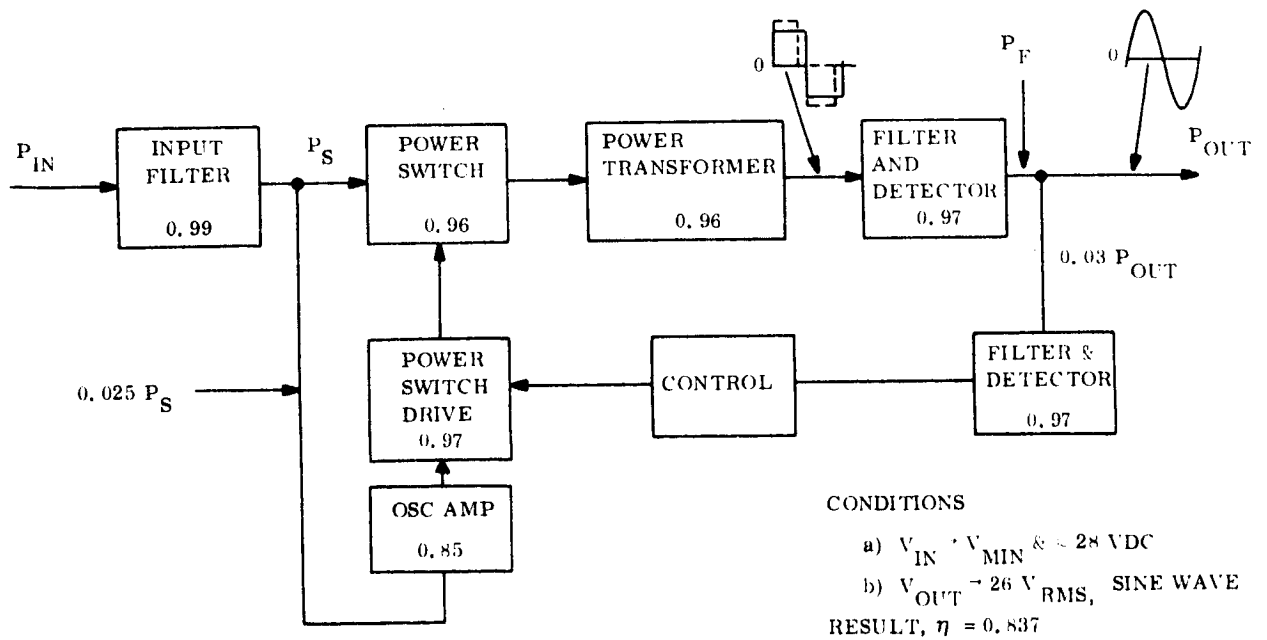 P_IN
INPUT
FILTER
0.99
P_S
POWER
SWITCH
0.96
POWER
TRANSFORMER
0.96
0
FILTER
AND
DETECTOR
0.97
P_F
0
P_OUT
0.03 P_OUT
0.025 P_S
POWER
SWITCH
DRIVE
0.97
CONTROL
FILTER &
DETECTOR
0.97
OSC AMP
0.85
CONDITIONS
a) V_IN V_MIN & 28 VDC
b) V_OUT 26 V_RMS, SINE WAVE
RESULT, η = 0.837